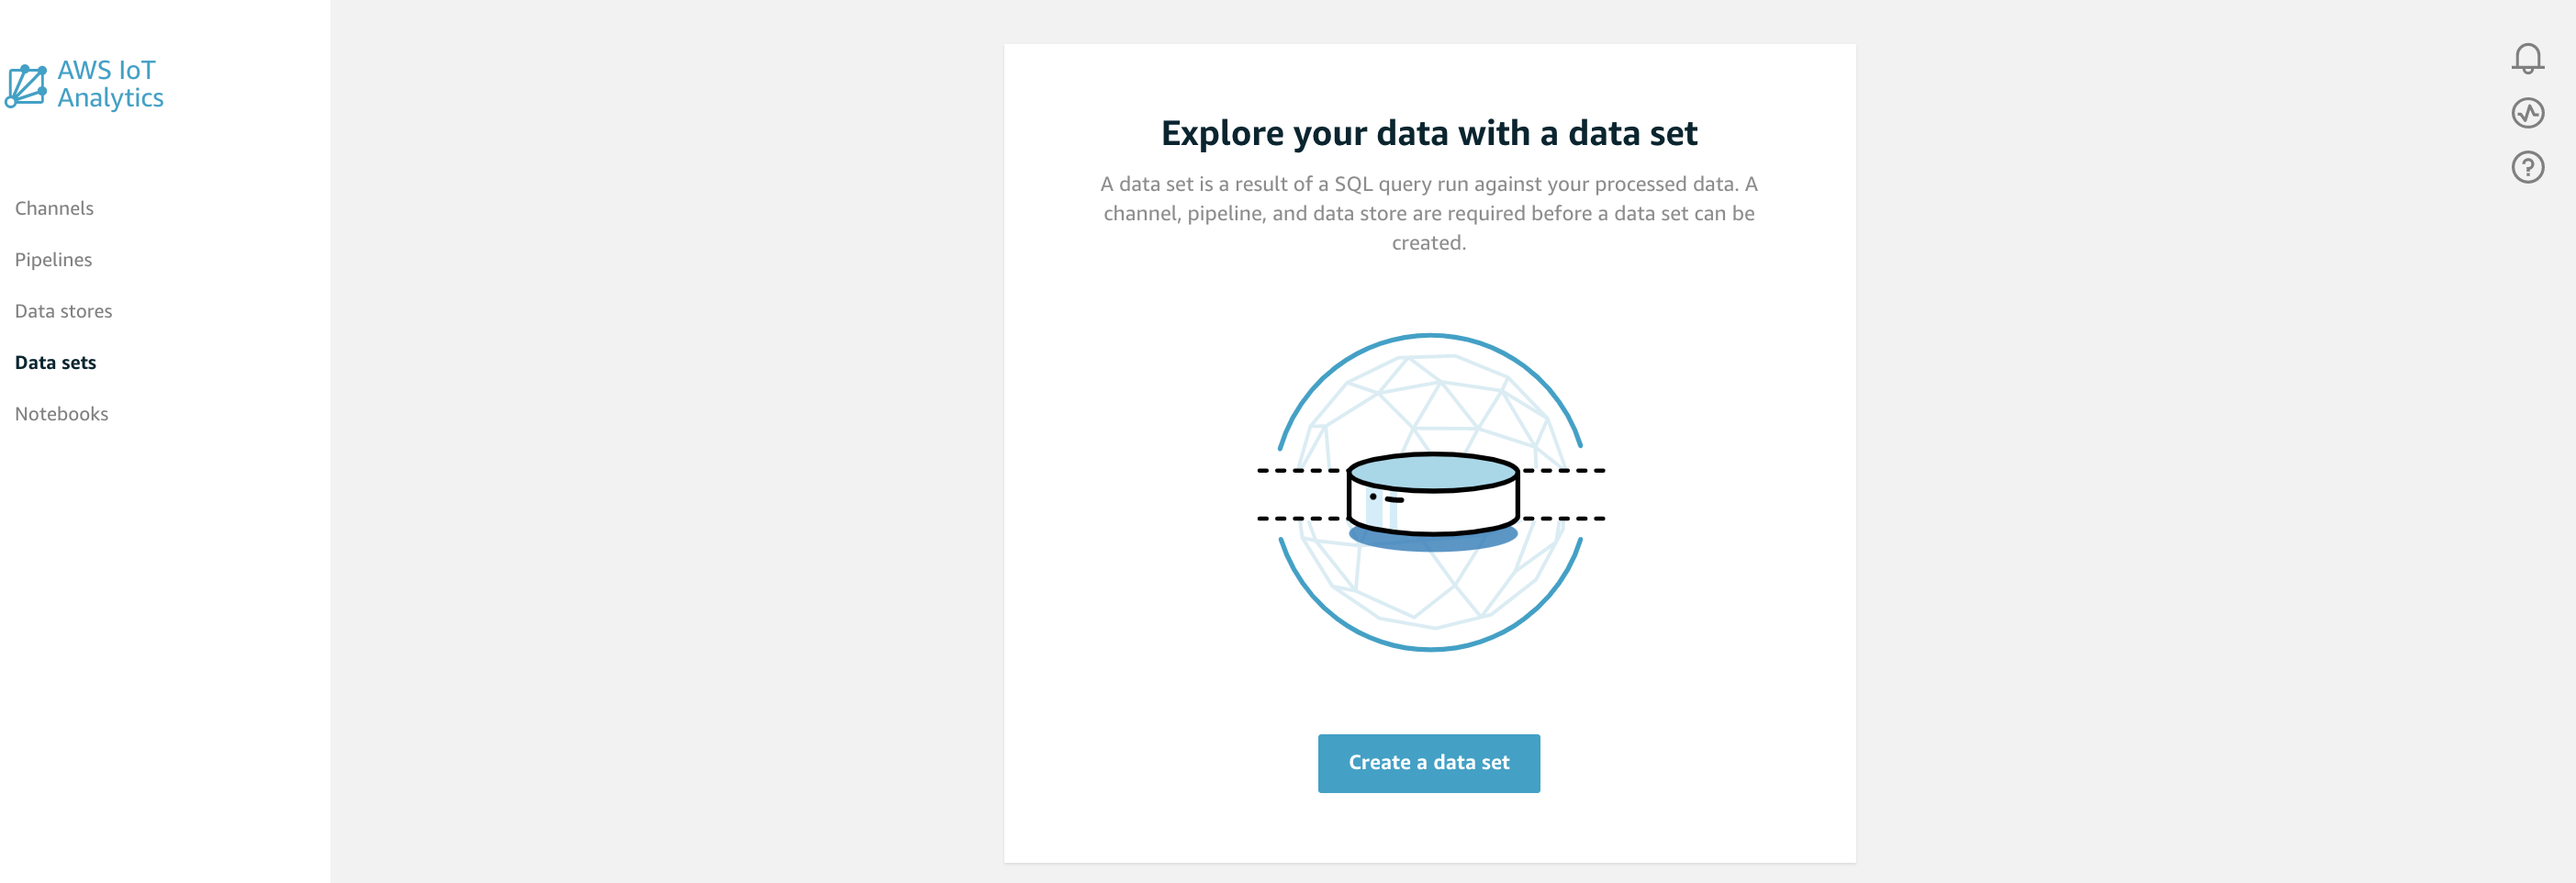 AWS IoT
Analytics
Channels
Pipelines
Data stores
Data sets
Notebooks
Explore your data with a data set
A data set is a result of a SQL query run against your processed data. A
channel, pipeline, and data store are required before a data set can be
created.
Create a data set
?